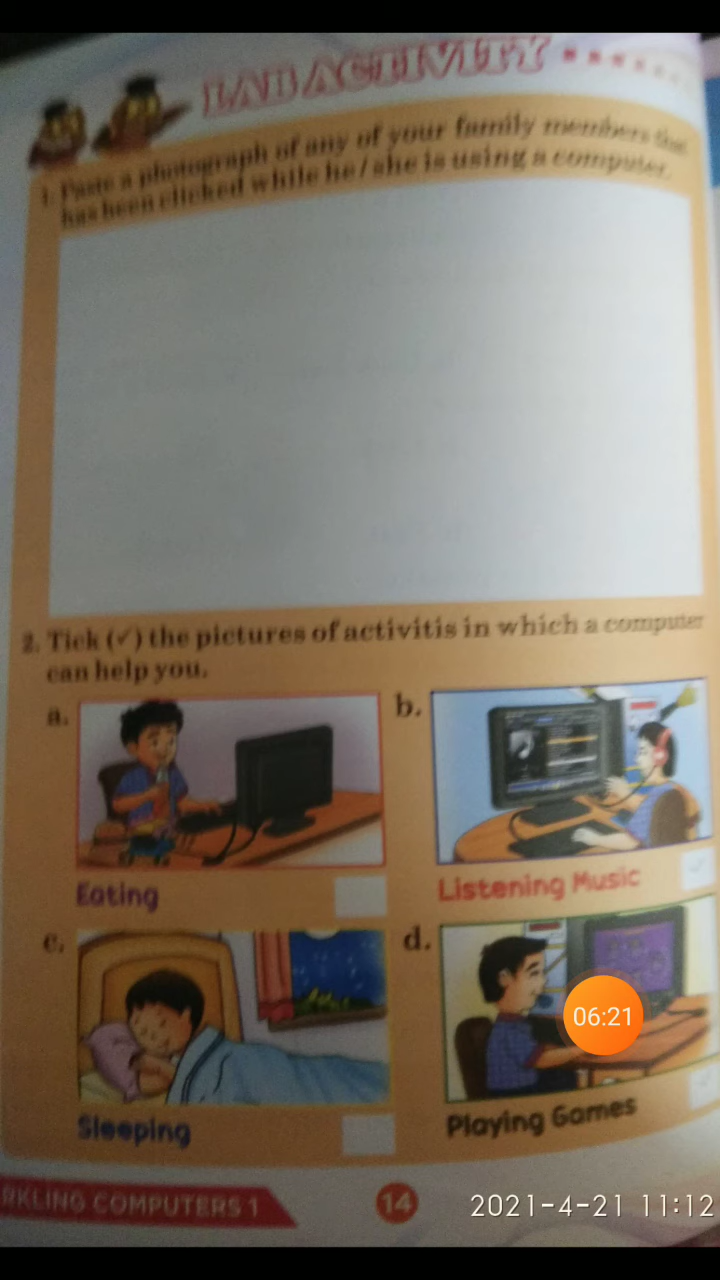 LAB ACTIVITY
1. Paste a photograph of any of your family members that
has been clicked while he/she is using a computer.
2. Tick (✓) the pictures of activitis in which a computer
can help you.
a.
b.
Eating
Listening Music
c.
d.
06:21
Sleeping
Playing Games
RKLING COMPUTERS 1
14
2021-4-21 11:12